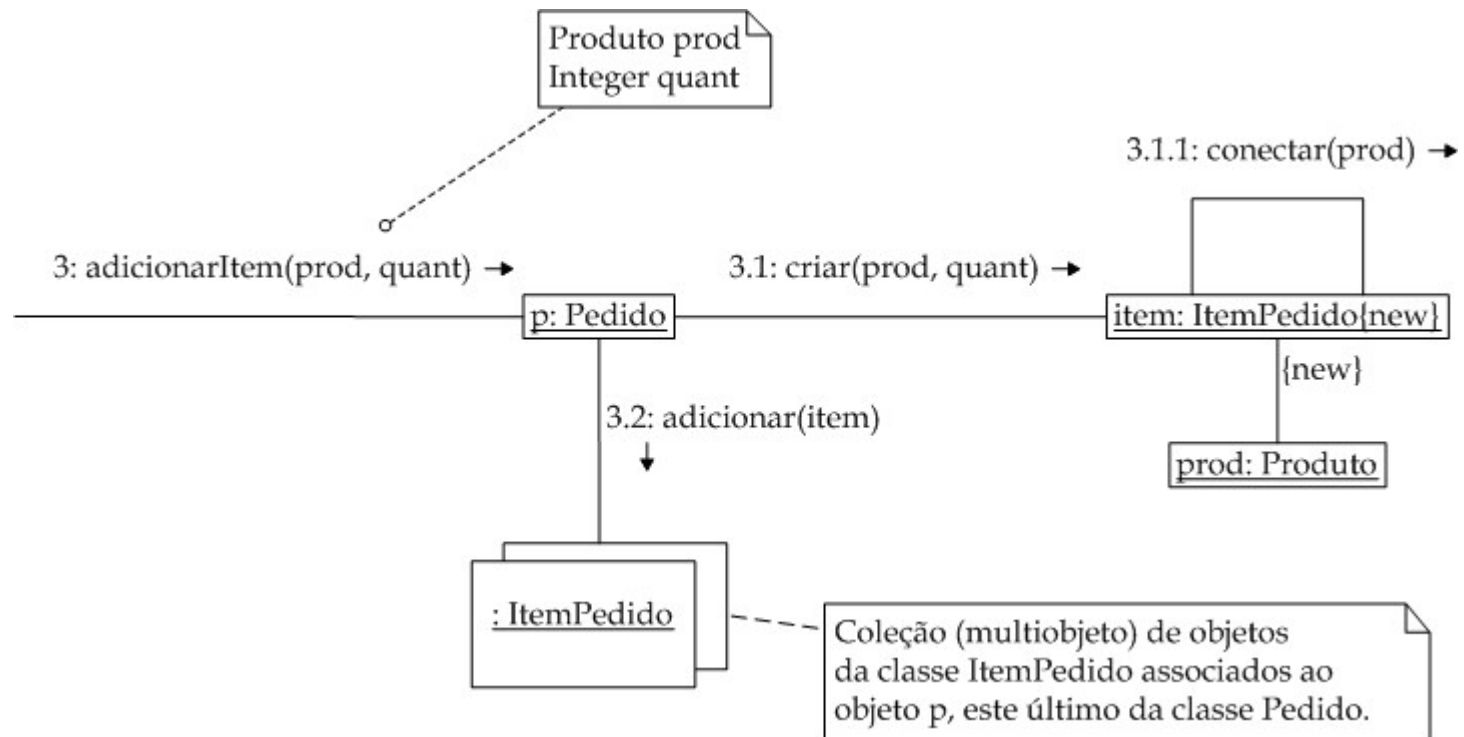 Produto prod
Integer quant
3.1.1: conectar(prod) →
3: adicionarItem(prod, quant) →
3.1: criar(prod, quant) →
p: Pedido
item: ItemPedido{new}
{new}
3.2: adicionar(item)
prod: Produto
: ItemPedido
Coleção (multiobjeto) de objetos
da classe ItemPedido associados ao
objeto p, este último da classe Pedido.